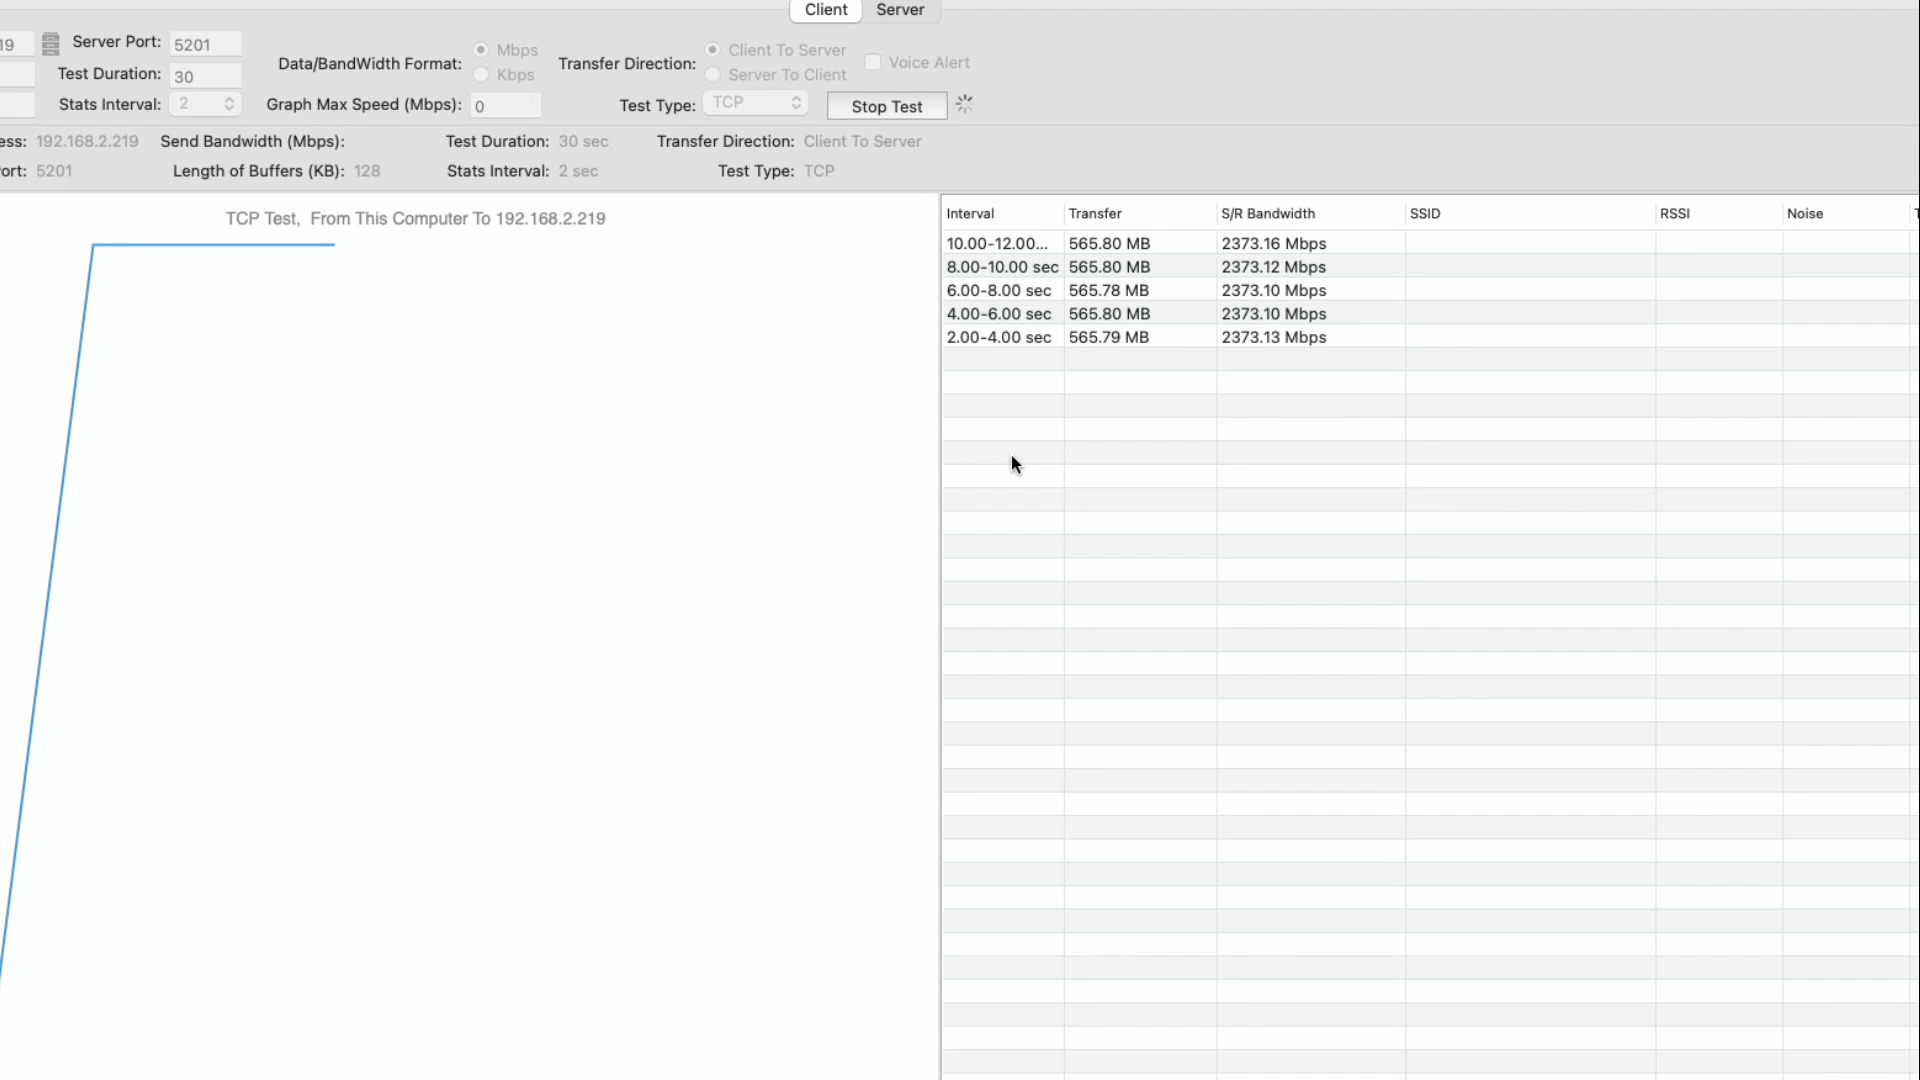 Client Server
19 Server Port: 5201
Data/BandWidth Format: Mbps Kbps
Transfer Direction: Client To Server Server To Client
Voice Alert
Test Duration: 30
Stats Interval: 2
Graph Max Speed (Mbps): 0
Test Type: TCP
Stop Test
ess: 192.168.2.219 Send Bandwidth (Mbps): Test Duration: 30 sec Transfer Direction: Client To Server
ort: 5201 Length of Buffers (KB): 128 Stats Interval: 2 sec Test Type: TCP
TCP Test, From This Computer To 192.168.2.219
Interval Transfer S/R Bandwidth SSID RSSI Noise
10.00-12.00... 565.80 MB 2373.16 Mbps
8.00-10.00 sec 565.80 MB 2373.12 Mbps
6.00-8.00 sec 565.78 MB 2373.10 Mbps
4.00-6.00 sec 565.80 MB 2373.10 Mbps
2.00-4.00 sec 565.79 MB 2373.13 Mbps